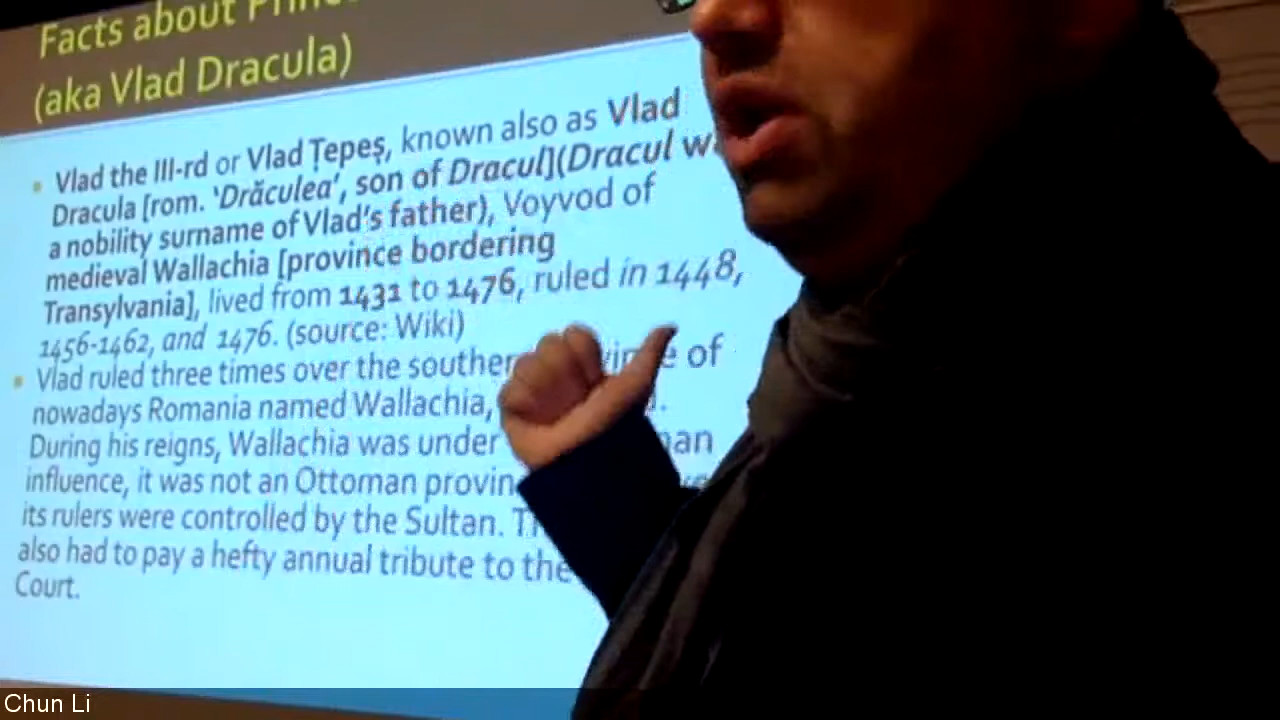 Facts about
(aka Vlad Dracula)
Vlad the III-rd or Vlad Țepeș, known also as Vlad
Dracula [rom. ‘Drăculea’, son of Dracul](Dracul
a nobility surname of Vlad’s father), Voyvod of
medieval Wallachia [province bordering
Transylvania], lived from 1431 to 1476, ruled in 1448,
1456-1462, and 1476. (source: Wiki)
Vlad ruled three times over the of
nowadays Romania named Wallachia,
During his reigns, Wallachia was under
influence, it was not an Ottoman
its rulers were controlled by the Sultan.
also had to pay a hefty annual tribute to the
Court.
Chun Li